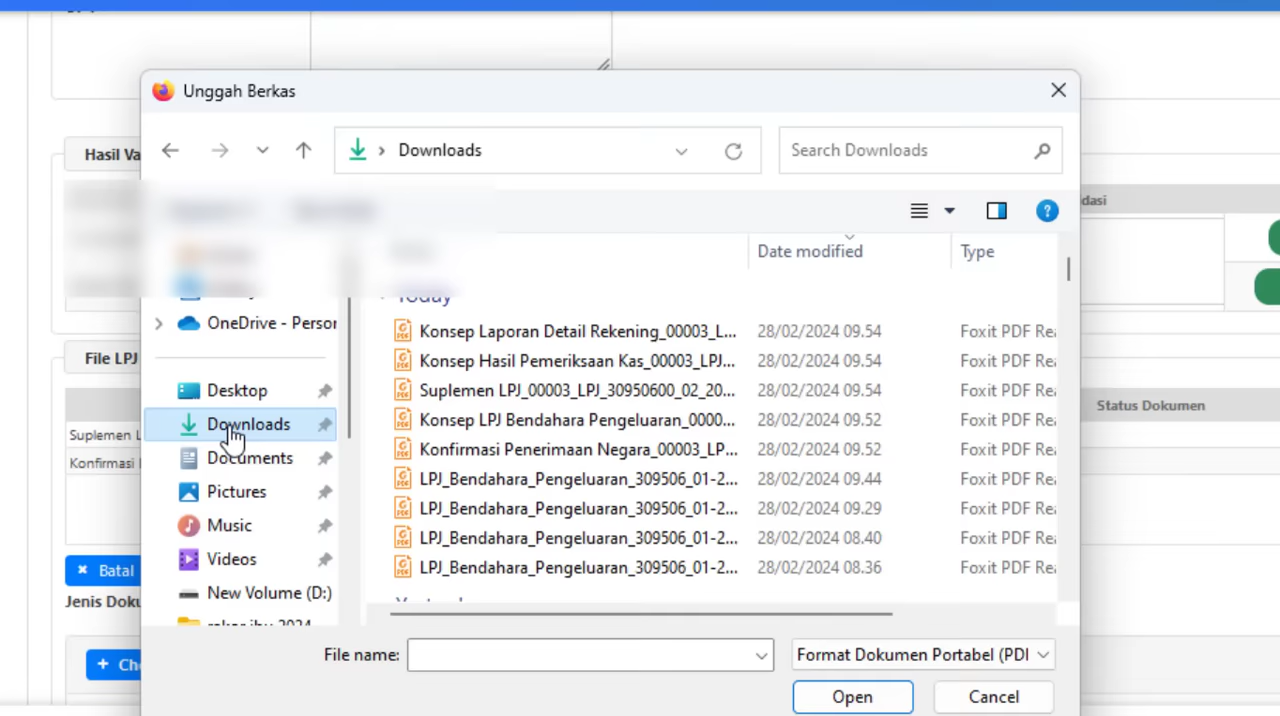 Unggah Berkas
Downloads
Search Downloads
Hasil Va
dasi
Date modified
Type
Today
OneDrive - Person
Konsep Laporan Detail Rekening_00003_L... 28/02/2024 09.54 Foxit PDF Rea
Konsep Hasil Pemeriksaan Kas_00003_LPJ... 28/02/2024 09.54 Foxit PDF Rea
File LPJ
Desktop
Suplemen LPJ_00003_LPJ_30950600_02_20... 28/02/2024 09.54 Foxit PDF Rea
Status Dokumen
Downloads
Konsep LPJ Bendahara Pengeluaran_0000... 28/02/2024 09.52 Foxit PDF Rea
Suplemen L
Konfirmasi Penerimaan Negara_00003_LP... 28/02/2024 09.52 Foxit PDF Rea
Documents
Konfirmasi
LPJ_Bendahara_Pengeluaran_309506_01-2... 28/02/2024 09.44 Foxit PDF Rea
Pictures
LPJ_Bendahara_Pengeluaran_309506_01-2... 28/02/2024 09.29 Foxit PDF Rea
Music
LPJ_Bendahara_Pengeluaran_309506_01-2... 28/02/2024 08.40 Foxit PDF Rea
Videos
LPJ_Bendahara_Pengeluaran_309506_01-2... 28/02/2024 08.36 Foxit PDF Rea
Batal
New Volume (D:)
Jenis Doku
+ Ch
File name:
Format Dokumen Portabel (PDI
Open
Cancel